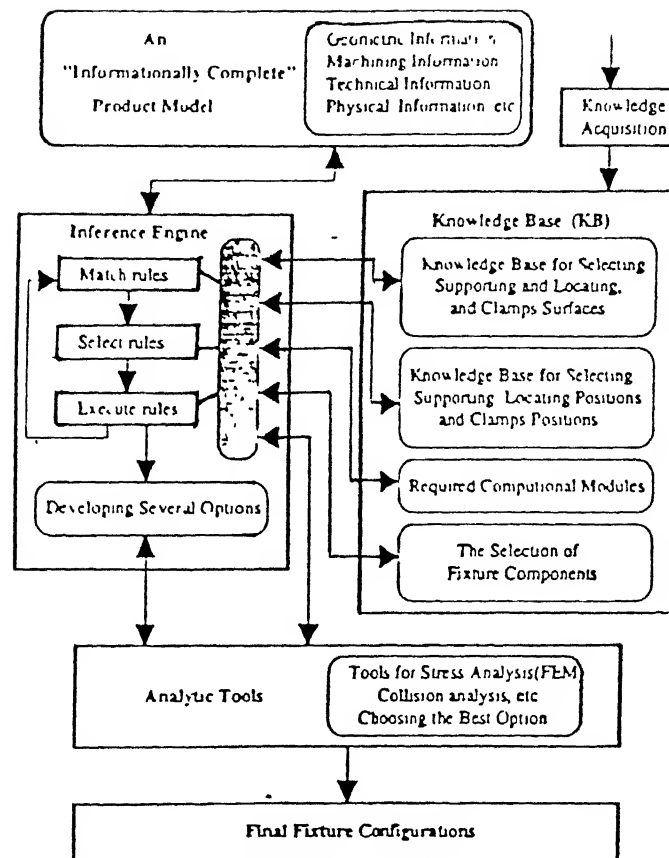 An
"Informationally Complete"
Product Model
Geometric Information
Machining Information
Technical Information
Physical Information etc
Knowledge
Acquisition
Inference Engine
Match rules
Select rules
Execute rules
Developing Several Options
Knowledge Base (KB)
Knowledge Base for Selecting
Supporting and Locating,
and Clamps Surfaces
Knowledge Base for Selecting
Supporting Locating Positions
and Clamps Positions
Required Computional Modules
The Selection of
Fixture Components
Analytic Tools
Tools for Stress Analysis(FEM)
Collision analysis, etc
Choosing the Best Option
Final Fixture Configurations